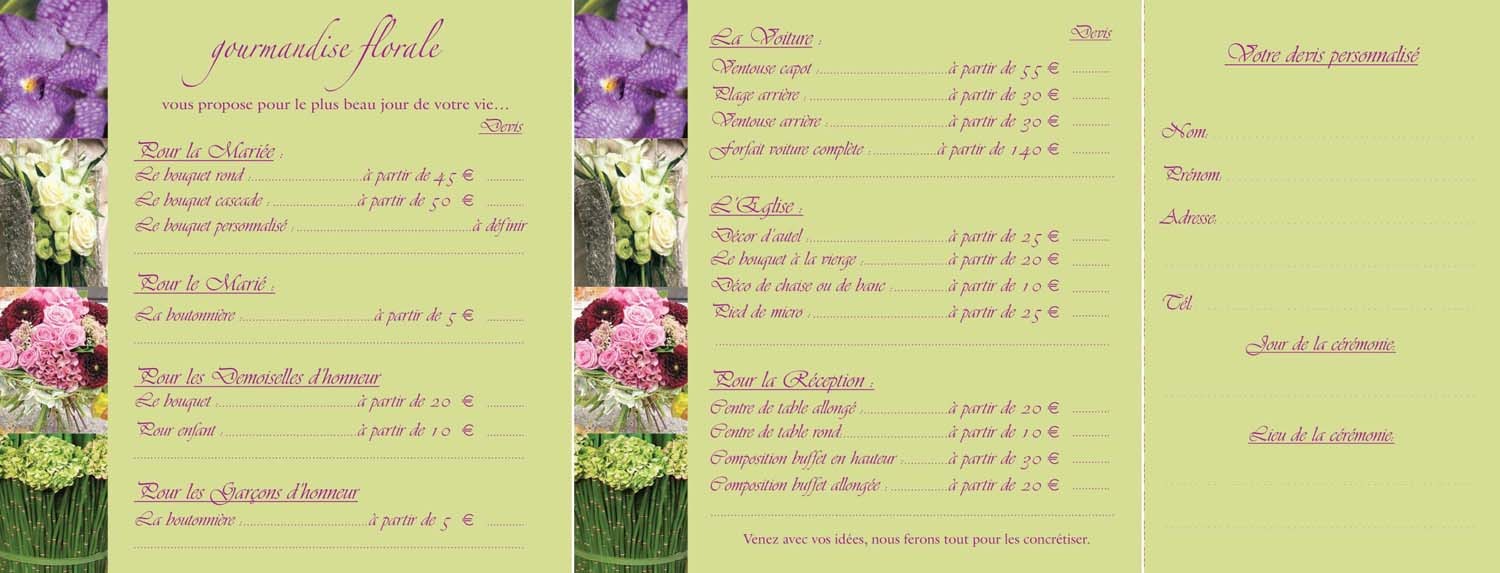 gourmandise florale
vous propose pour le plus beau jour de votre vie…
Devis
Pour la Mariée :
Le bouquet rond :..............................à partir de 45 € ............
Le bouquet cascade :.........................à partir de 50 € ............
Le bouquet personnalisé :..................................................à définir
Pour le Marié :
La boutonnière :..................................à partir de 5 € ............
Pour les Demoiselles d'honneur
Le bouquet :........................................à partir de 20 € ............
Pour enfant :.......................................à partir de 10 € ............
Pour les Garçons d'honneur
La boutonnière :.................................à partir de 5 € ............
La Voiture :
Devis
Ventouse capot :.....................................à partir de 55 € ............
Plage arrière :.......................................à partir de 30 € ............
Ventouse arrière :..................................à partir de 30 € ............
Forfait voiture complète :..................à partir de 140 € ............
L'Eglise :
Décor d'autel ........................................à partir de 25 € ............
Le bouquet à la vierge :........................à partir de 20 € ............
Déco de chaise ou de banc :................à partir de 10 € ............
Pied de micro :......................................à partir de 25 € ............
Pour la Réception :
Centre de table allongé :........................à partir de 20 € ............
Centre de table rond..............................à partir de 10 € ............
Composition buffet en hauteur :............à partir de 30 € ............
Composition buffet allongée :.................à partir de 20 € ............
Venez avec vos idées, nous ferons tout pour les concrétiser.
Votre devis personnalisé
Nom:
Prénom:
Adresse:
Tél:
Jour de la cérémonie:
Lieu de la cérémonie: